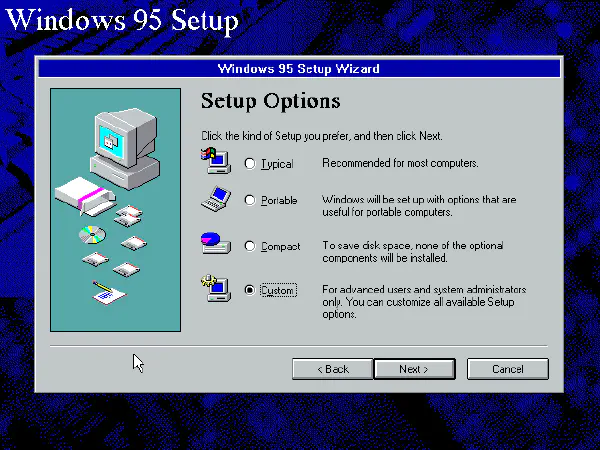 Windows 95 Setup
Windows 95 Setup Wizard
Setup Options
Click the kind of Setup you prefer, and then click Next.
Typical Recommended for most computers.
Portable Windows will be set up with options that are
useful for portable computers.
Compact To save disk space, none of the optional
components will be installed.
Custom For advanced users and system administrators
only. You can customize all available Setup
options.
< Back Next > Cancel